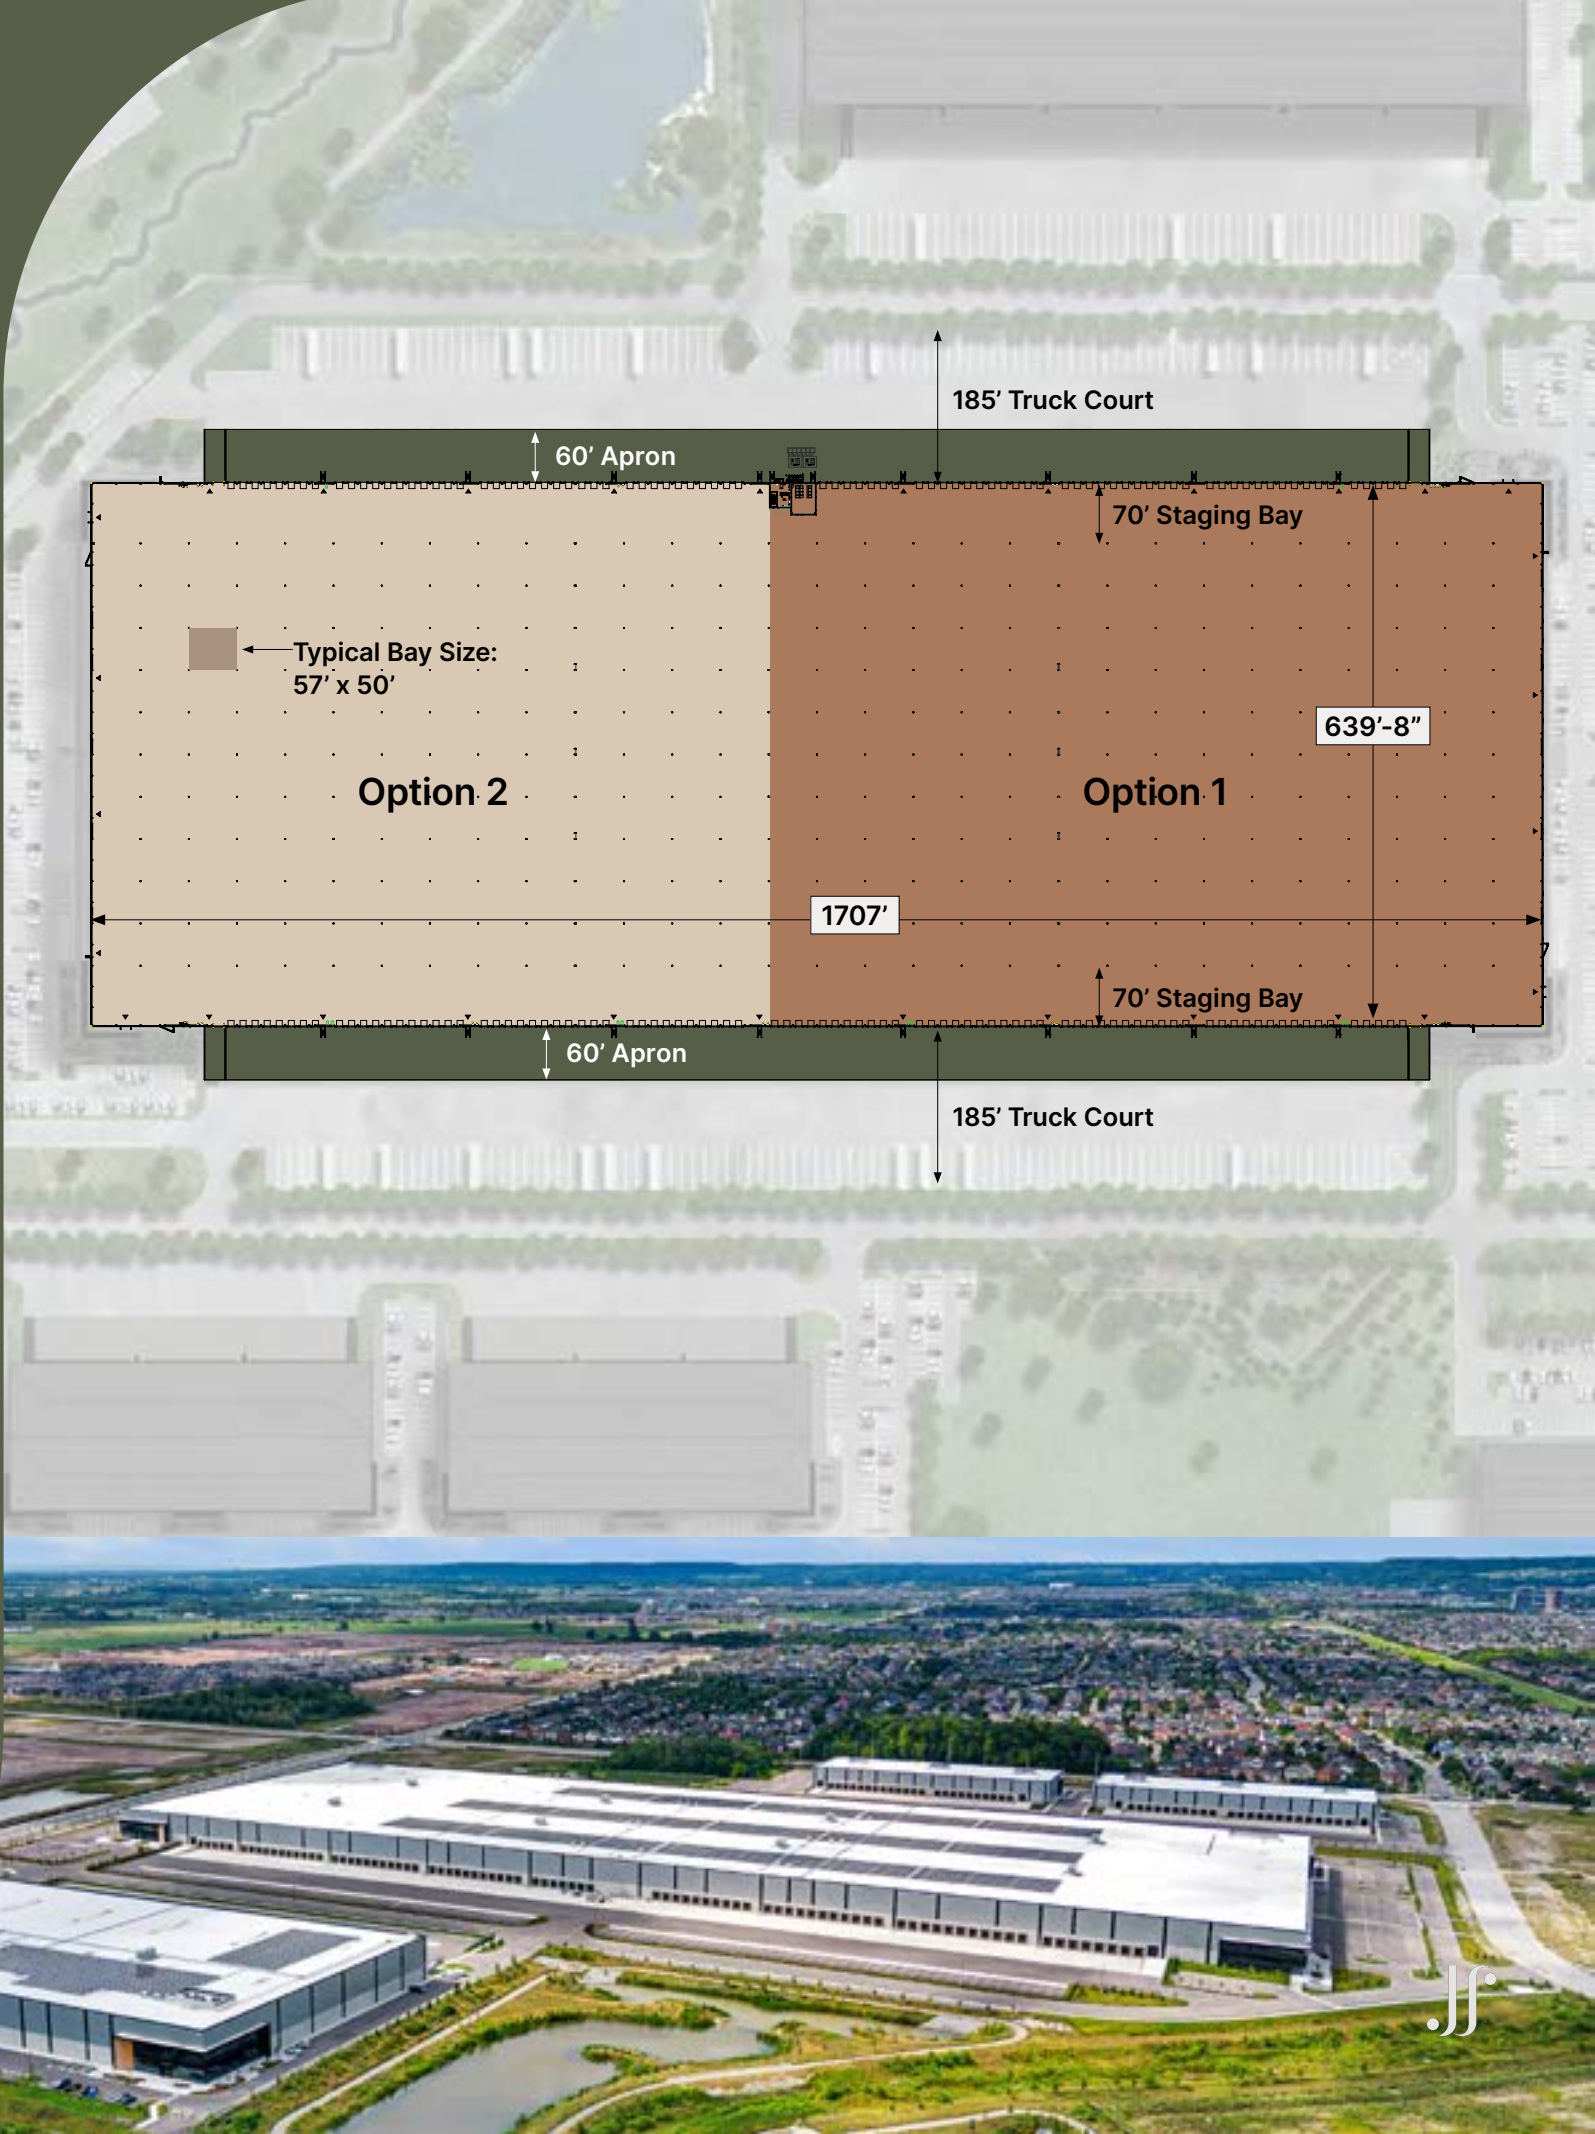 185’ Truck Court
60’ Apron
70’ Staging Bay
Typical Bay Size:
57’ x 50’
639’-8”
Option 2
Option 1
1707’
70’ Staging Bay
60’ Apron
185’ Truck Court